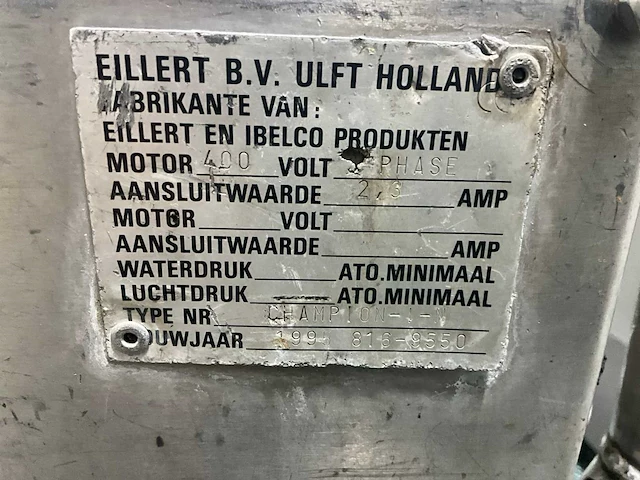 EILLERT B.V. ULFT HOLLAND
FABRIKANTE VAN:
EILLERT EN IBELCO PRODUKTEN
MOTOR 400 VOLT PHASE
AANSLUITWAARDE 2,3 AMP
MOTOR VOLT
AANSLUITWAARDE AMP
WATERDRUK ATO.MINIMAAL
LUCHTDRUK ATO.MINIMAAL
TYPE NR CHAMPION-
BOUWJAAR 199 816-9550